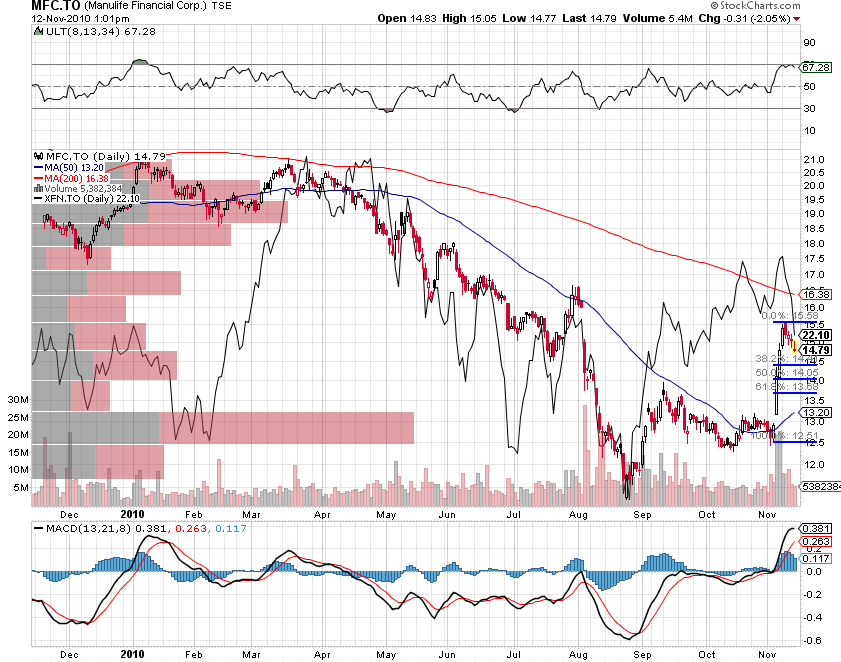 MFC.TO (Manulife Financial Corp.) TSE © StockCharts.com
12-Nov-2010 1:01pm Open 14.83 High 15.05 Low 14.77 Last 14.79 Volume 5.4M Chg -0.31 (-2.05%)
ULT(8,13,34) 67.28
90
67.28
50
30
10
MFC.TO (Daily) 14.79
MA(50) 13.20
MA(200) 16.38
Volume 5,382,384
XFN.TO (Daily) 22.10
21.0
20.5
20.0
19.5
19.0
18.5
18.0
17.5
17.0
16.38
16.0
0.0%: 15.58
15.5
22.10
14.79
38.2%:
14.5
50.0%: 14.05
14.0
61.8%:
13.5
13.20
13.0
100.0%: 12.51
12.5
12.0
30M
25M
20M
15M
10M
5M
5382384
Dec 2010 Feb Mar Apr May Jun Jul Aug Sep Oct Nov
MACD(13,21,8) 0.381, 0.263, 0.117
0.381
0.263
0.2
0.117
0.0
-0.2
-0.4
-0.6
Dec 2010 Feb Mar Apr May Jun Jul Aug Sep Oct Nov